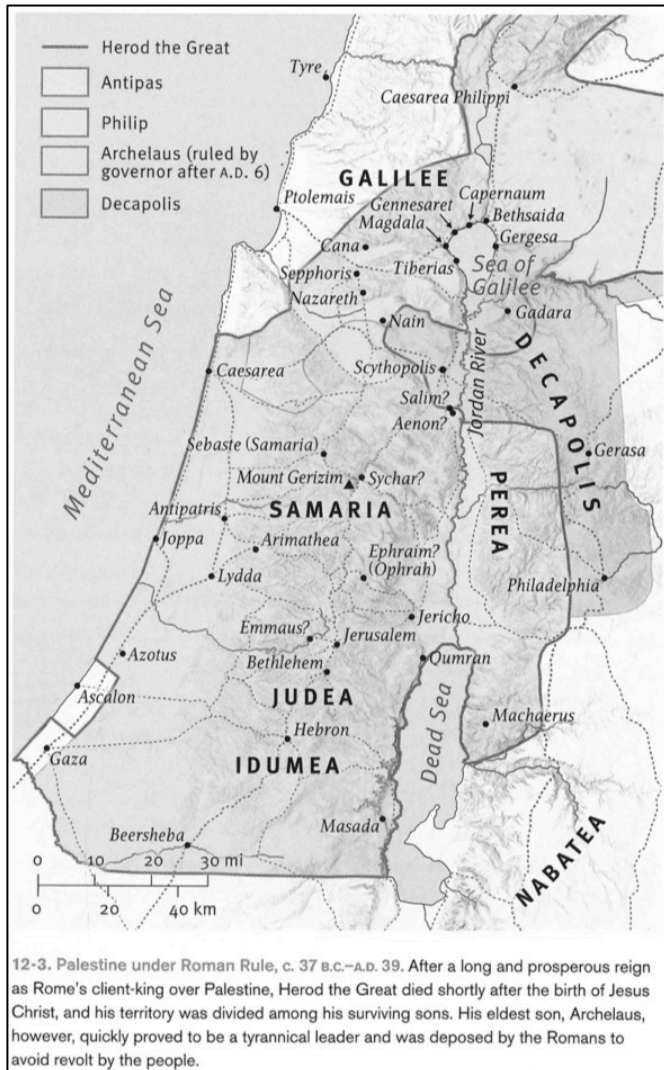 Herod the Great
Antipas
Philip
Archelaus (ruled by
governor after A.D. 6)
Decapolis
Tyre
Caesarea Philippi
GALILEE
Capernaum
Gennesaret
Bethsaida
Magdala
Gergesa
Ptolemais
Cana
Tiberias
Sea of
Galilee
Sepphoris
Nazareth
Gadara
Nain
Mediterranean Sea
Caesarea
Scythopolis
Jordan River
DECAPOLIS
Salim?
Aenon?
Sebaste (Samaria)
Gerasa
Mount Gerizim
Sychar?
PEREA
Antipatris
SAMARIA
Joppa
Arimathea
Ephraim?
(Ophrah)
Lydda
Philadelphia
Jericho
Emmaus?
Jerusalem
Azotus
Bethlehem
Qumran
Ascalon
JUDEA
Dead Sea
Machaerus
Hebron
Gaza
IDUMEA
Masada
NABATEA
Beersheba
0 10 20 30 mi
0 20 40 km
12-3. Palestine under Roman Rule, C. 37 B.C.–A.D. 39. After a long and prosperous reign
as Rome's client-king over Palestine, Herod the Great died shortly after the birth of Jesus
Christ, and his territory was divided among his surviving sons. His eldest son, Archelaus,
however, quickly proved to be a tyrannical leader and was deposed by the Romans to
avoid revolt by the people.